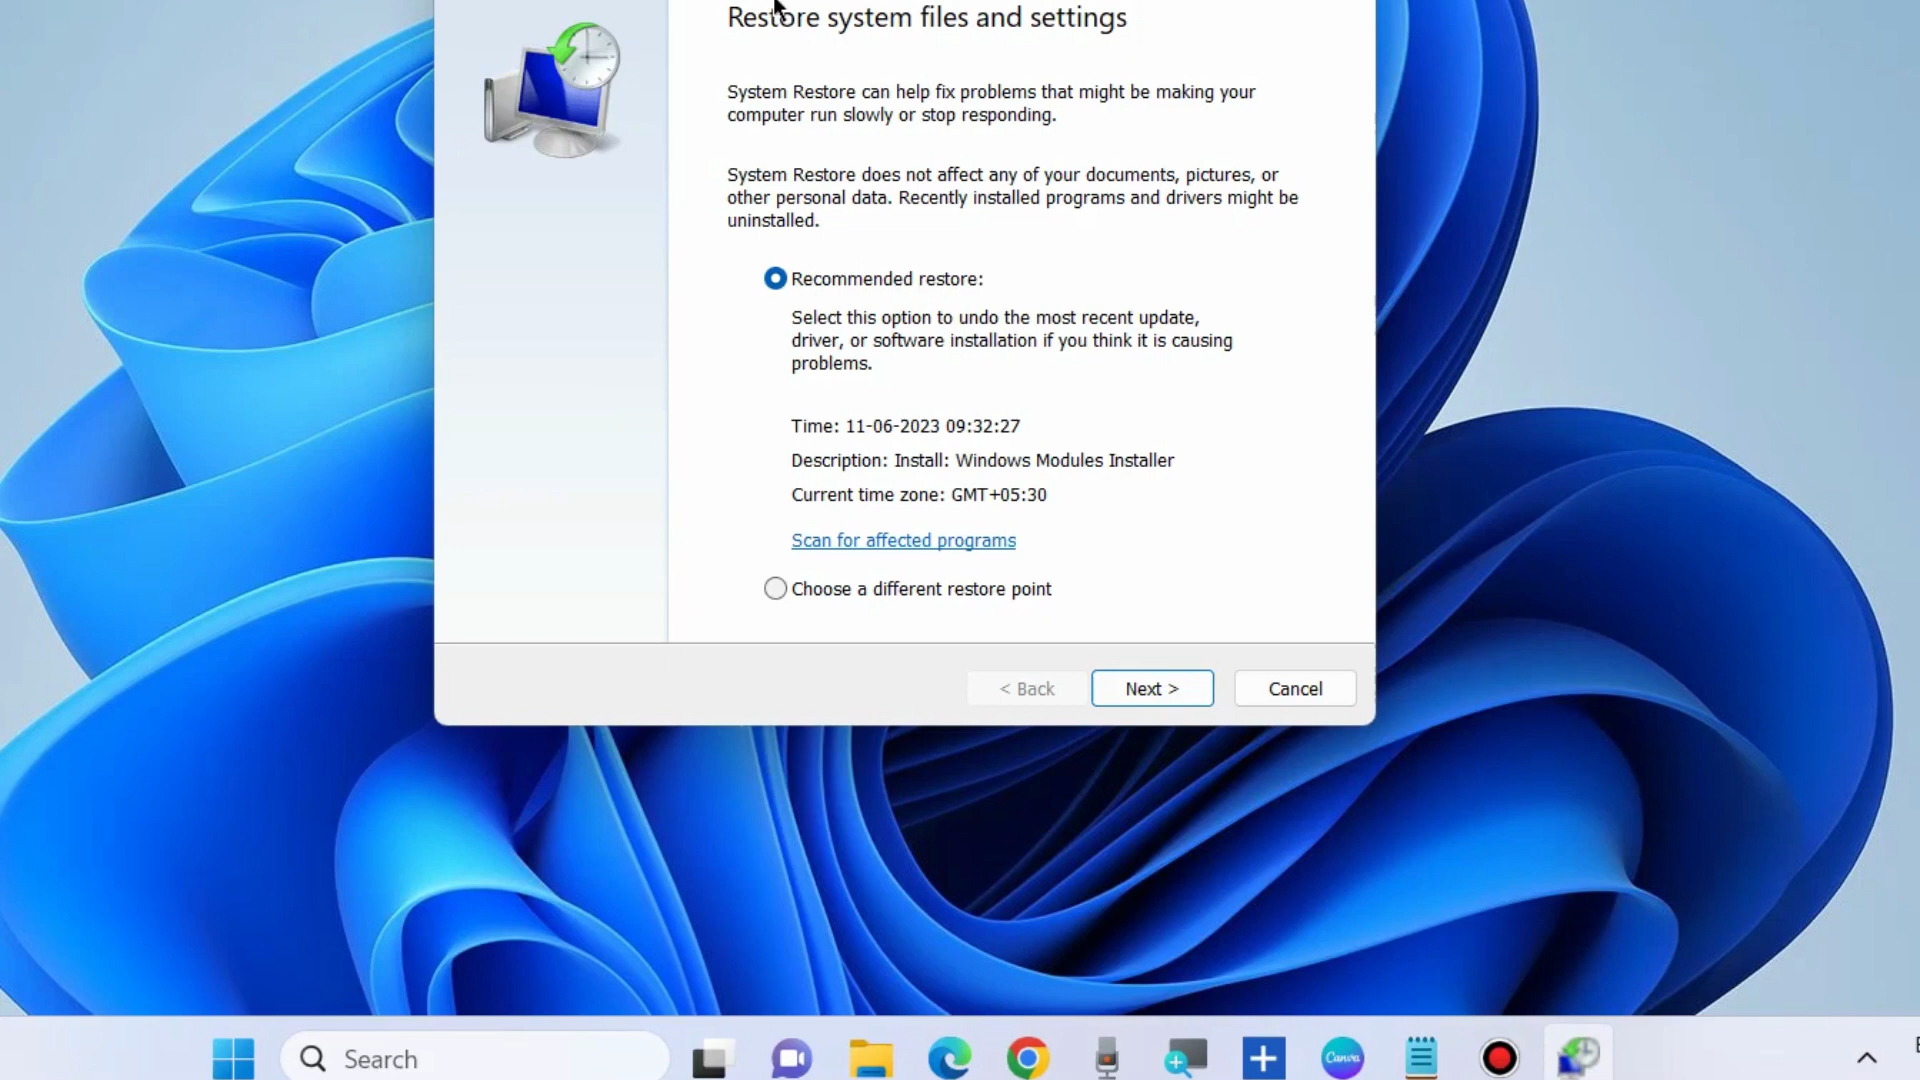 Restore system files and settings
System Restore can help fix problems that might be making your
computer run slowly or stop responding.
System Restore does not affect any of your documents, pictures, or
other personal data. Recently installed programs and drivers might be
uninstalled.
Recommended restore:
Select this option to undo the most recent update,
driver, or software installation if you think it is causing
problems.
Time: 11-06-2023 09:32:27
Description: Install: Windows Modules Installer
Current time zone: GMT+05:30
Scan for affected programs
Choose a different restore point
< Back
Next >
Cancel
Search
Canva